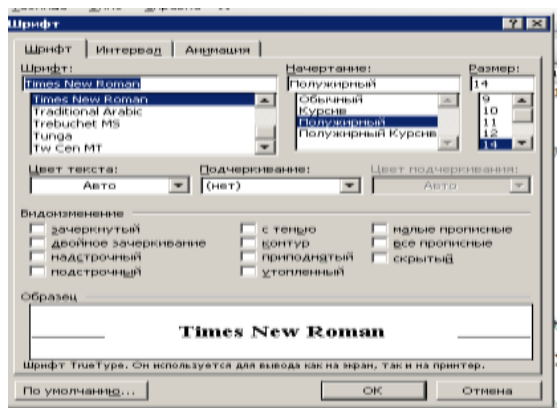 Шрифт
Шрифт Интервал Анимация
Шрифт: Начертание: Размер:
Times New Roman Полужирный 14
Times New Roman Обычный 9
Traditional Arabic Курсив 10
Trebuchet MS Полужирный 11
Tunga Полужирный Курсив 12
Tw Cen MT 14
Цвет текста: Подчеркивание: Цвет подчеркивания:
Авто (нет) Авто
Видоизменение
зачеркнутый с тенью малые прописные
двойное зачеркивание контур все прописные
надстрочный приподнятый скрытый
подстрочный утопленный
Образец
Times New Roman
Шрифт TrueType. Он используется для вывода как на экран, так и на принтер.
По умолчанию... ОК Отмена